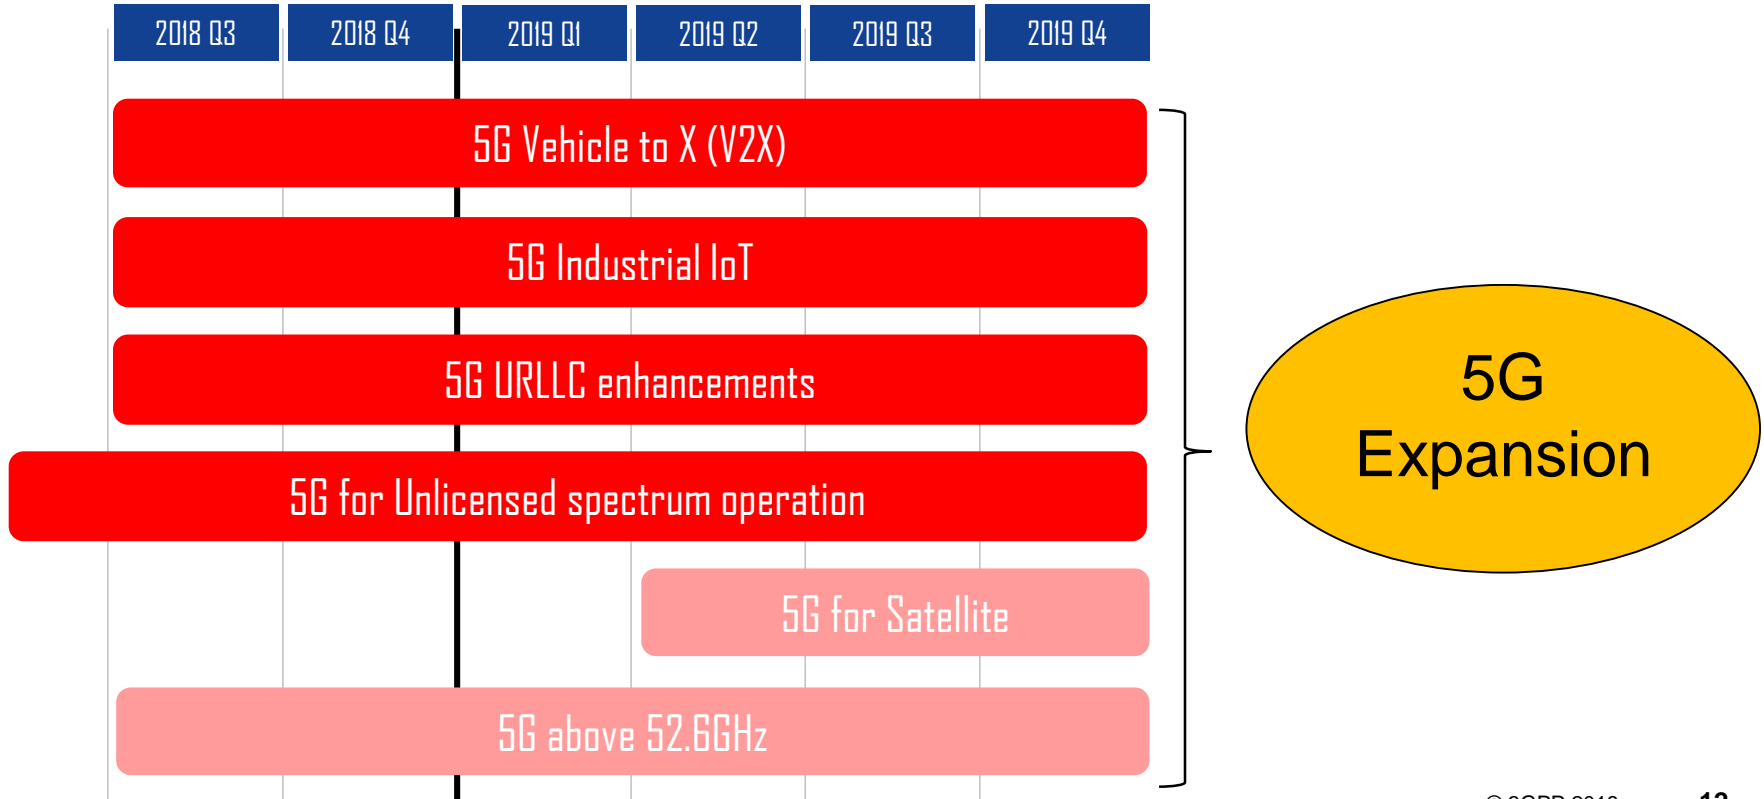 2018 Q3
2018 Q4
2019 Q1
2019 Q2
2019 Q3
2019 Q4
5G Vehicle to X (V2X)
5G Industrial IoT
5G URLLC enhancements
5G for Unlicensed spectrum operation
5G for Satellite
5G above 52.6GHz
5G
Expansion